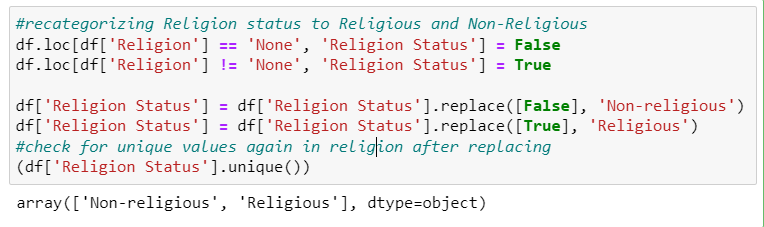 #recategorizing Religion status to Religious and Non-Religious
df.loc[df['Religion'] == 'None', 'Religion Status'] = False
df.loc[df['Religion'] != 'None', 'Religion Status'] = True
df['Religion Status'] = df['Religion Status'].replace([False], 'Non-religious')
df['Religion Status'] = df['Religion Status'].replace([True], 'Religious')
#check for unique values again in religion after replacing
(df['Religion Status'].unique())
array(['Non-religious', 'Religious'], dtype=object)